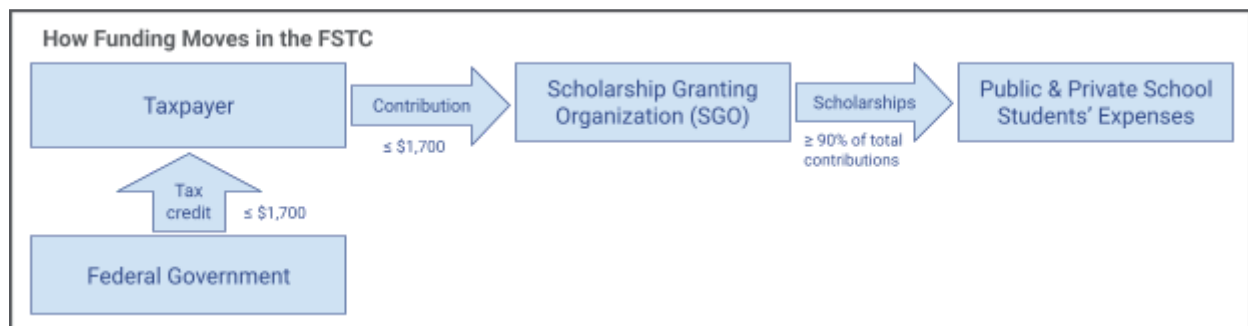 How Funding Moves in the FSTC
Taxpayer
Contribution
≤ $1,700
Scholarship Granting
Organization (SGO)
Scholarships
≥ 90% of total
contributions
Public & Private School
Students’ Expenses
Tax
credit
≤ $1,700
Federal Government